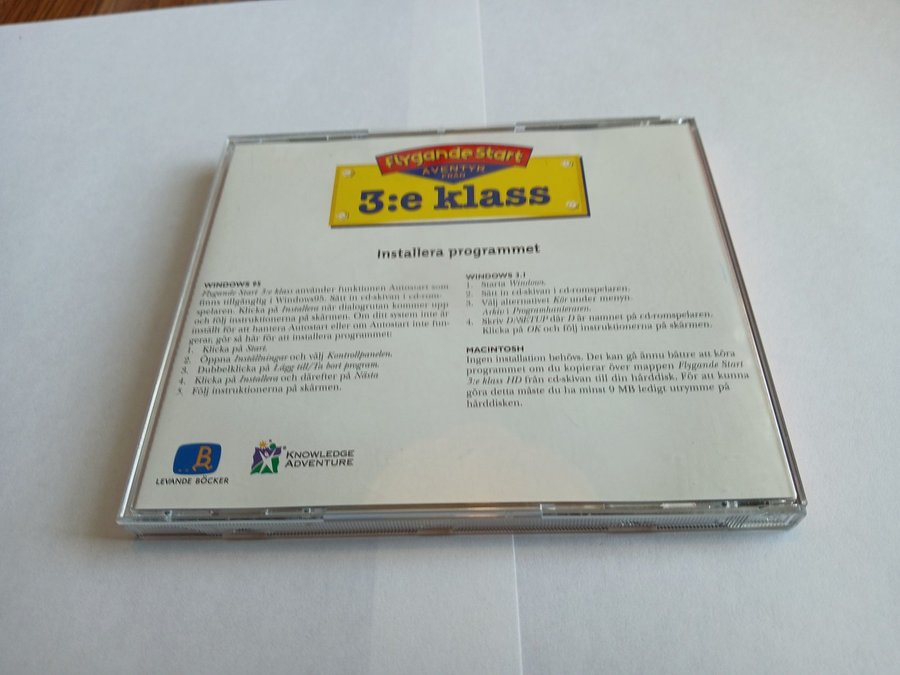 Flygande Start
ÄVENTYR
FRÅN
3:e klass
Installera programmet
WINDOWS 95
Flygande Start 3:e klass använder funktionen Autostart som
finns tillgänglig i Windows95. Sätt in cd-skivan i cd-rom-
spelaren. Klicka på Installera när dialogrutan kommer upp
och följ instruktionerna på skärmen. Om ditt system inte är
inställt för att hantera Autostart eller om Autostart inte fun-
gerar, gör så här för att installera programmet:
1. Klicka på Start.
2. Öppna Inställningar och välj Kontrollpanelen.
3. Dubbelklicka på Lägg till/Ta bort program.
4. Klicka på Installera och därefter på Nästa
5. Följ instruktionerna på skärmen.
WINDOWS 3.1
1. Starta Windows.
2. Sätt in cd-skivan i cd-romspelaren.
3. Välj alternativet Kör under menyn.
Arkiv i Programhanteraren.
4. Skriv D:\SETUP där D är namnet på cd-romspelaren.
Klicka på OK och följ instruktionerna på skärmen.
MACINTOSH
Ingen installation behövs. Det kan gå ännu bättre att köra
programmet om du kopierar över mappen Flygande Start
3:e klass HD från cd-skivan till din hårddisk. För att kunna
göra detta måste du ha minst 9 MB ledigt utrymme på
hårddisken.
B
LEVANDE BÖCKER
KNOWLEDGE
ADVENTURE